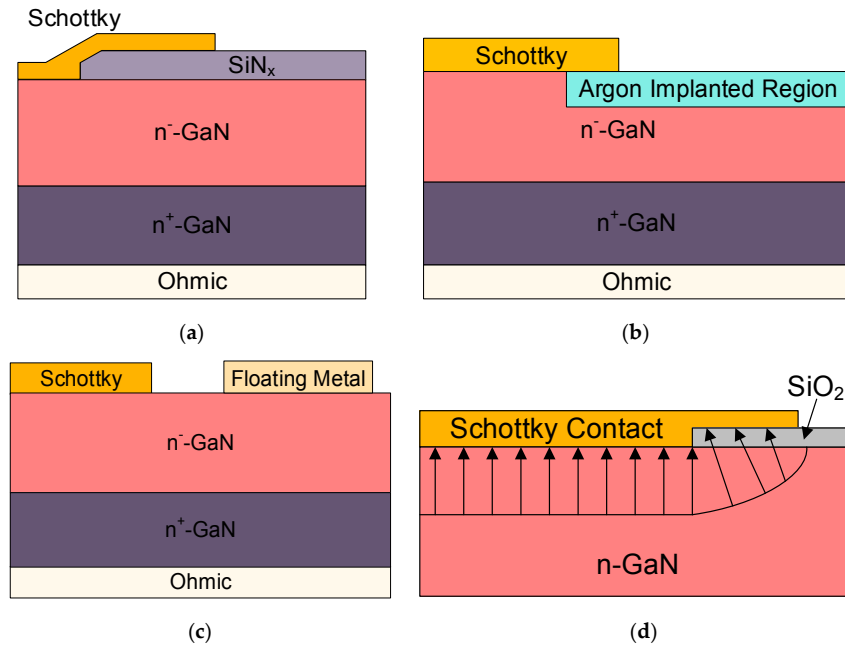 Schottky
SiNₓ
n⁻-GaN
n⁺-GaN
Ohmic
(a)
Schottky
Argon Implanted Region
n⁻-GaN
n⁺-GaN
Ohmic
(b)
Schottky
Floating Metal
n⁻-GaN
n⁺-GaN
Ohmic
(c)
SiO₂
Schottky Contact
n-GaN
(d)